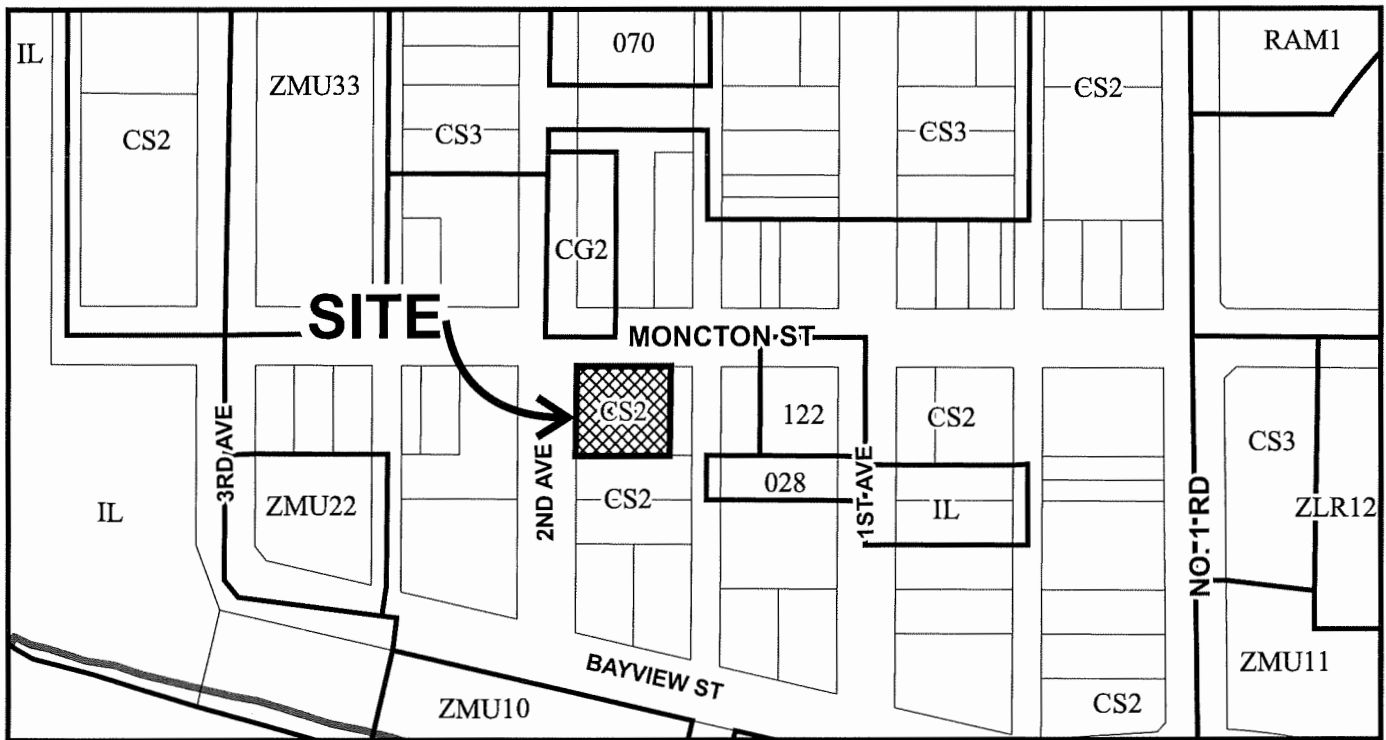 IL
070
RAM1
ZMU33
CS2
CS2
CS3
CS3
CG2
SITE
MONCTON ST
CS2
122
CS2
3RD AVE
2ND AVE
1ST AVE
NO. 1 RD
CS3
IL
ZMU22
CS2
028
IL
ZLR12
BAYVIEW ST
ZMU11
ZMU10
CS2